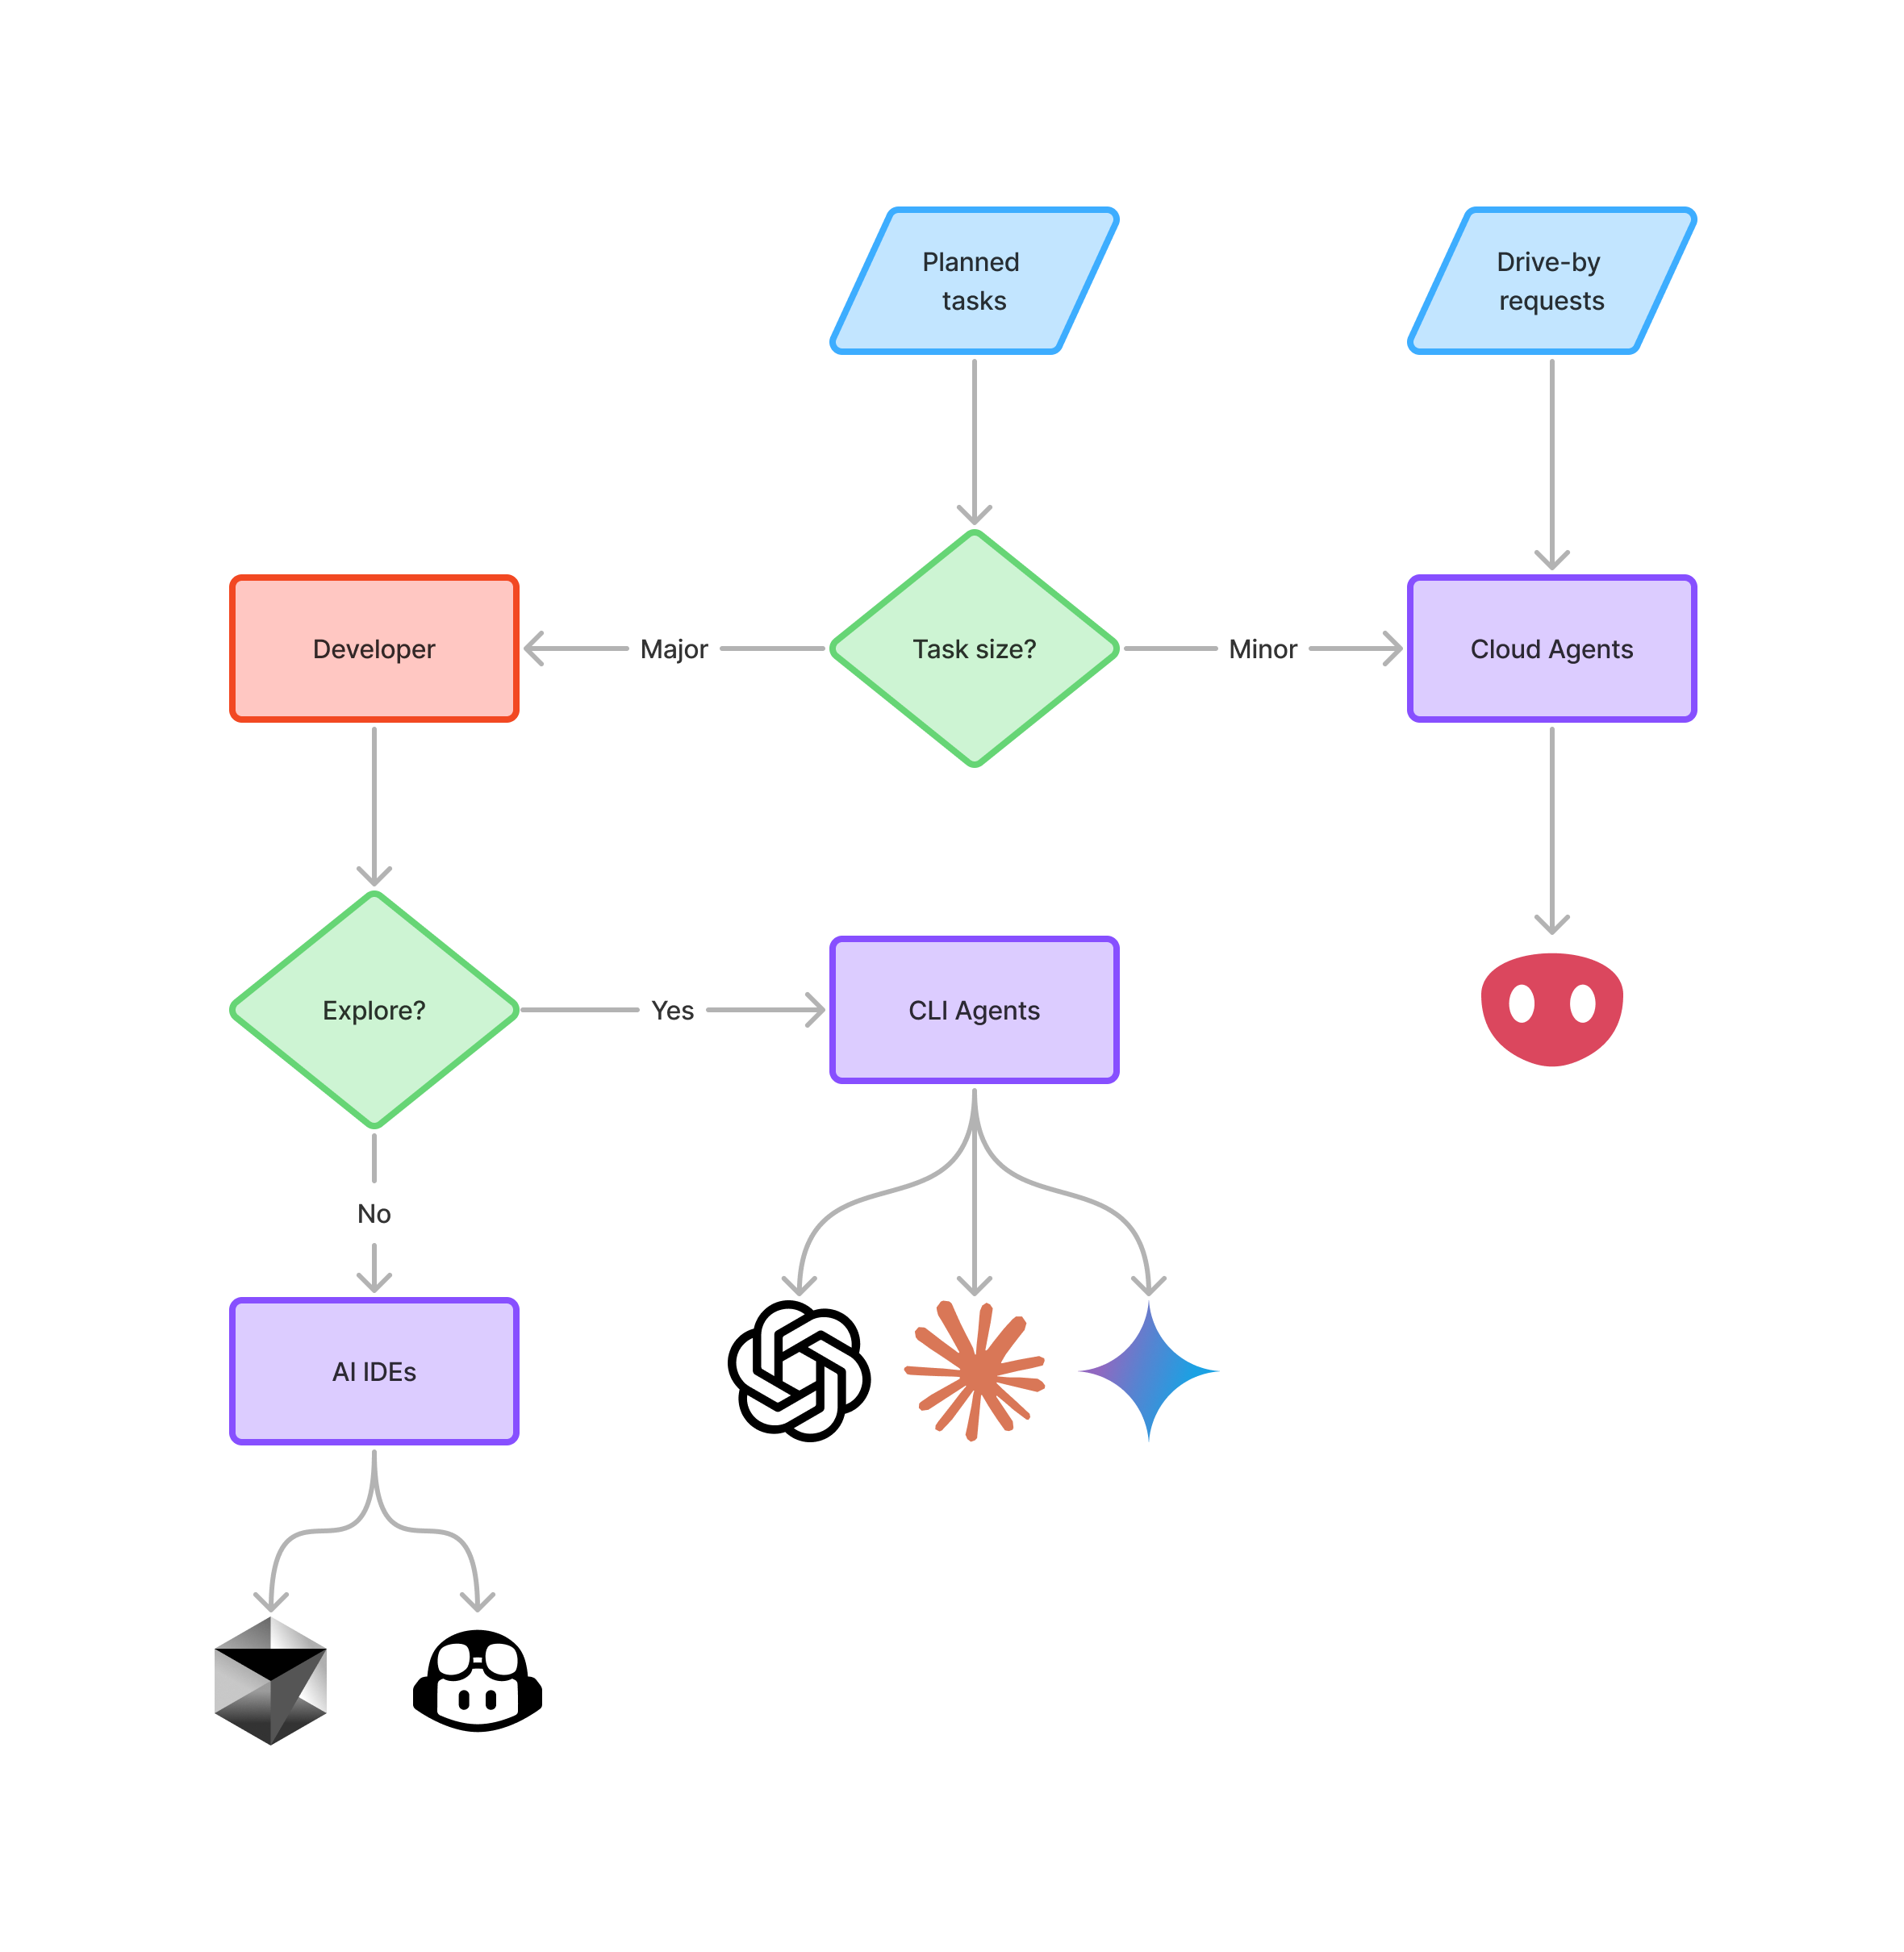 Planned
tasks
Drive-by
requests
Developer
Major
Task size?
Minor
Cloud Agents
Explore?
Yes
CLI Agents
No
AI IDEs